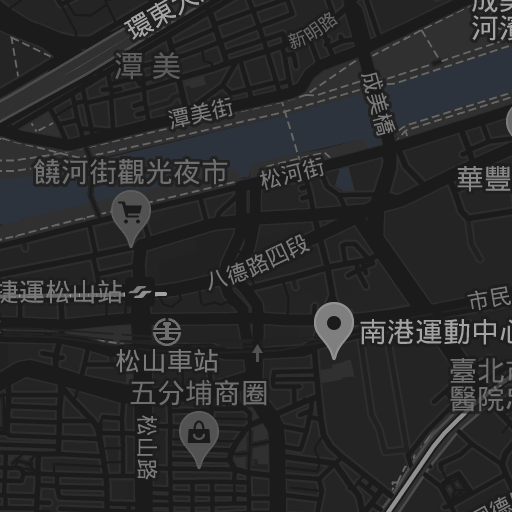 環東大
新明路
潭美
成美
河濱
潭美街
成美橋
饒河街觀光夜市
松河街
華豐
八德路四段
捷運松山站
市民
南港運動中心
松山車站
五分埔商圈
臺北市
醫院忠
松山路